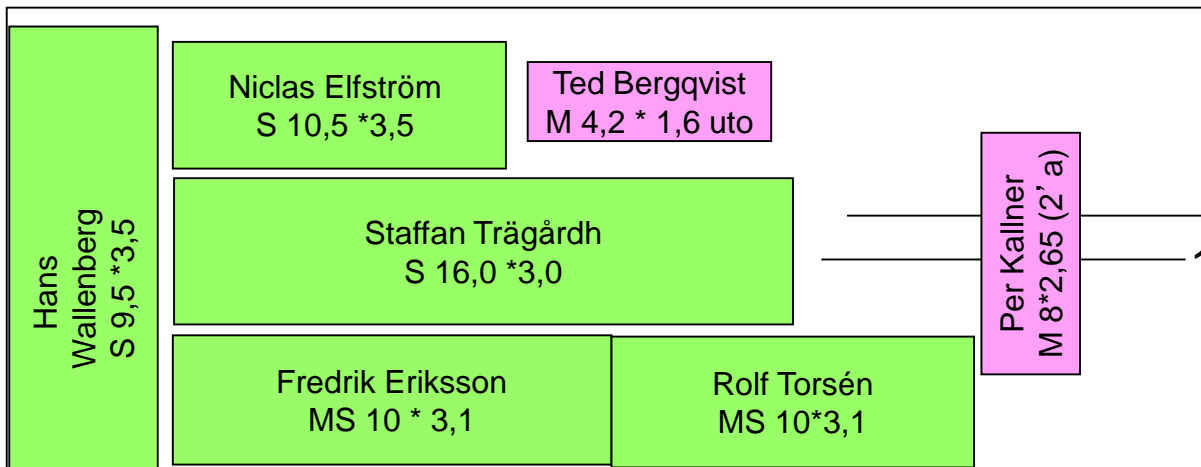 Hans
Wallenberg
S 9,5 *3,5
Niclas Elfström
S 10,5 *3,5
Ted Bergqvist
M 4,2 * 1,6 uto
Staffan Trägårdh
S 16,0 *3,0
Per Kallner
M 8*2,65 (2’ a)
Fredrik Eriksson
MS 10 * 3,1
Rolf Torsén
MS 10*3,1